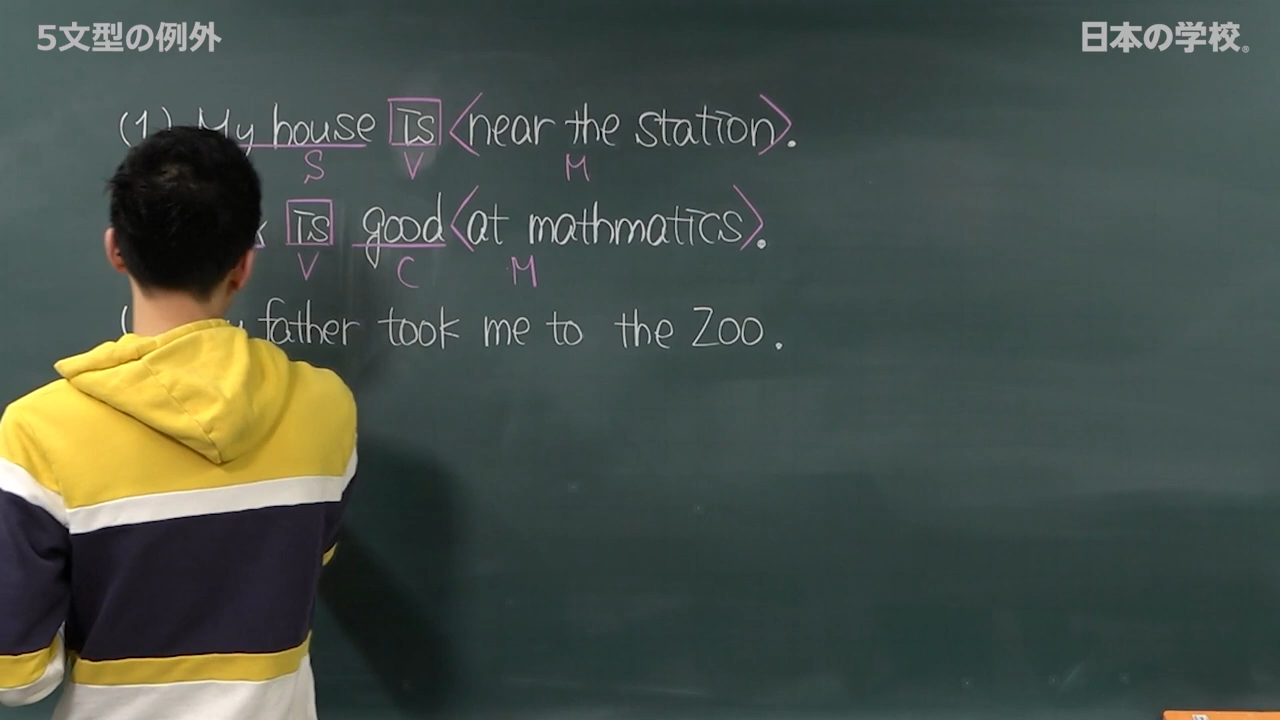 5文型の例外
日本の学校®
(1) My house is <near the station>.
S V M
is good <at mathmatics>.
V C M
father took me to the Zoo.